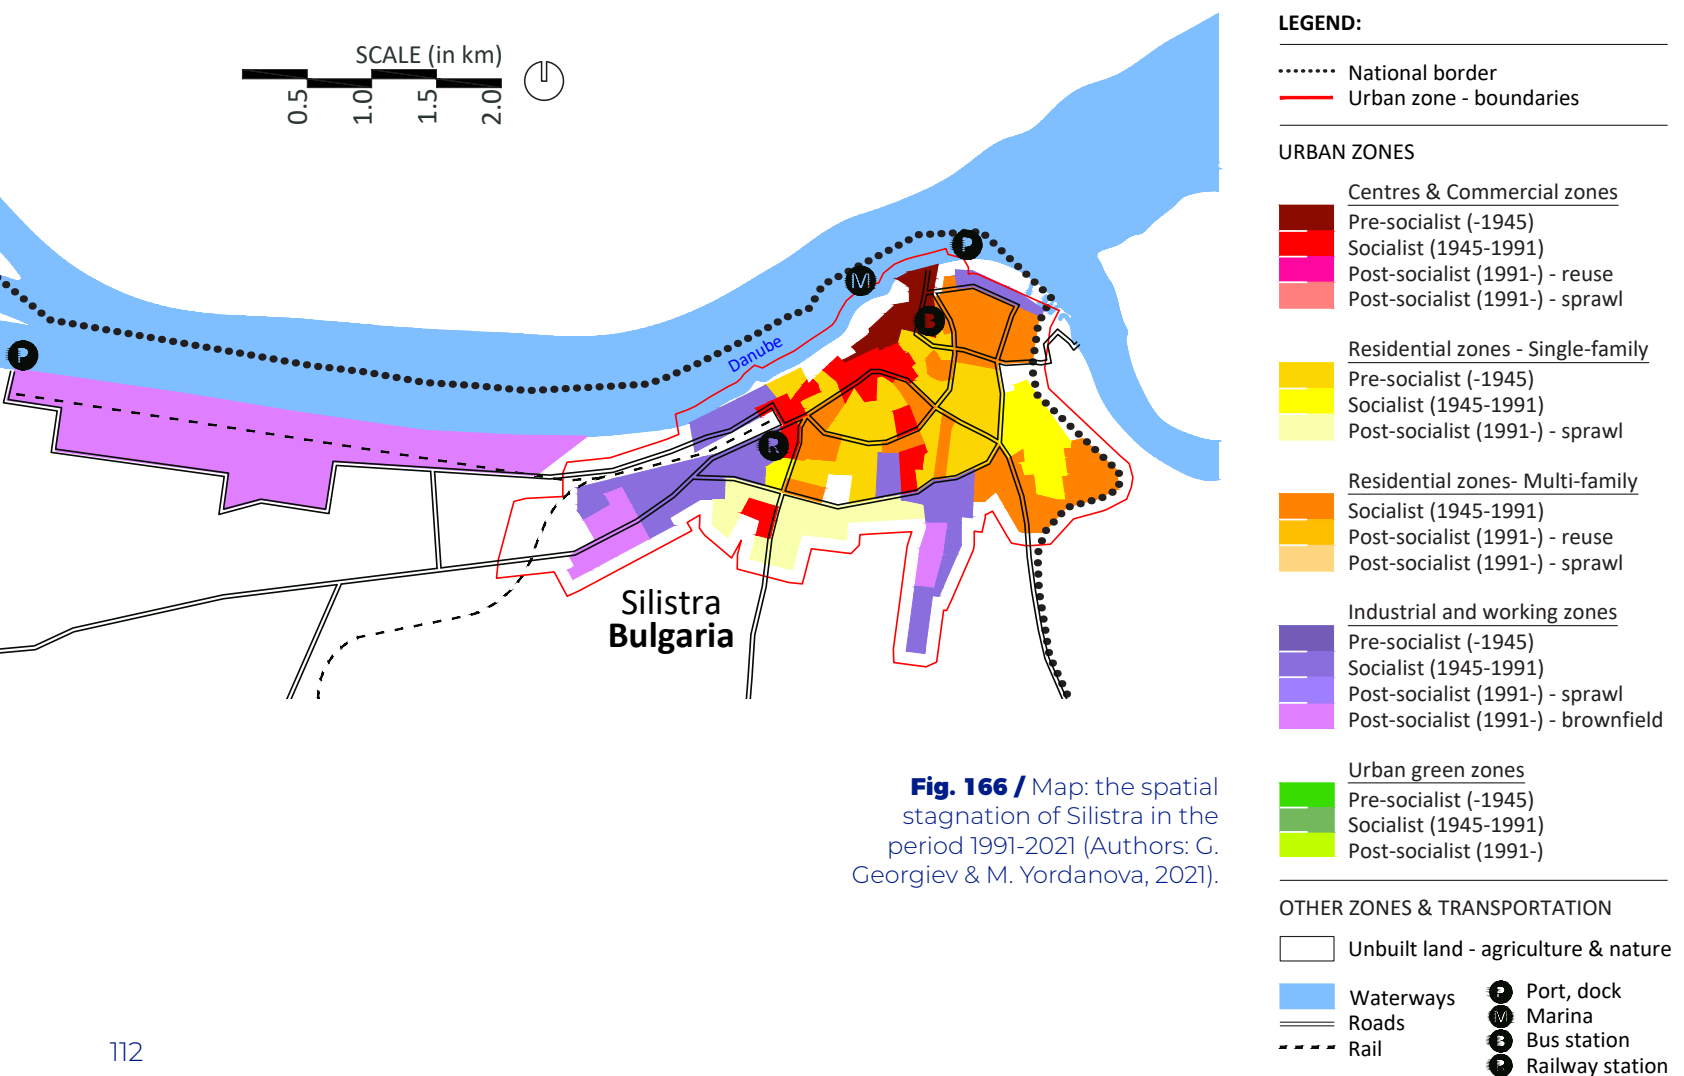 SCALE (in km)
0.5
1.0
1.5
2.0
P
M
P
B
Danube
R
Silistra
Bulgaria
Fig. 166 / Map: the spatial
stagnation of Silistra in the
period 1991-2021 (Authors: G.
Georgiev & M. Yordanova, 2021).
112
LEGEND:
National border
Urban zone - boundaries
URBAN ZONES
Centres & Commercial zones
Pre-socialist (-1945)
Socialist (1945-1991)
Post-socialist (1991-) - reuse
Post-socialist (1991-) - sprawl
Residential zones - Single-family
Pre-socialist (-1945)
Socialist (1945-1991)
Post-socialist (1991-) - sprawl
Residential zones- Multi-family
Socialist (1945-1991)
Post-socialist (1991-) - reuse
Post-socialist (1991-) - sprawl
Industrial and working zones
Pre-socialist (-1945)
Socialist (1945-1991)
Post-socialist (1991-) - sprawl
Post-socialist (1991-) - brownfield
Urban green zones
Pre-socialist (-1945)
Socialist (1945-1991)
Post-socialist (1991-)
OTHER ZONES & TRANSPORTATION
Unbuilt land - agriculture & nature
Waterways
Roads
Rail
P Port, dock
M Marina
B Bus station
R Railway station